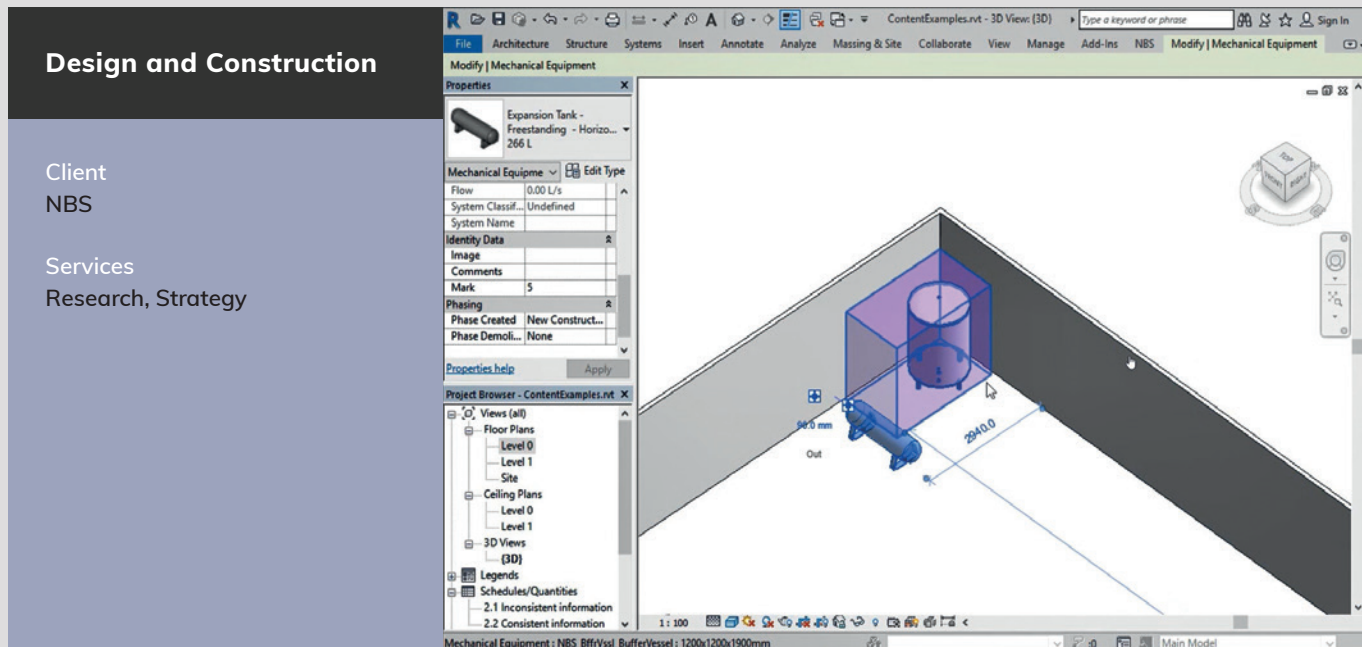 Design and Construction
Client
NBS
Services
Research, Strategy
ContentExamples.rvt - 3D View: {3D}
Type a keyword or phrase
Sign In
File Architecture Structure Systems Insert Annotate Analyze Massing & Site Collaborate View Manage Add-Ins NBS Modify | Mechanical Equipment
Modify | Mechanical Equipment
Properties
Expansion Tank -
Freestanding - Horizo...
266 L
Mechanical Equipme Edit Type
Flow 0.00 L/s
System Classif... Undefined
System Name
Identity Data
Image
Comments
Mark 5
Phasing
Phase Created New Construct...
Phase Demoli... None
Properties help Apply
Project Browser - ContentExamples.rvt
Views (all)
Floor Plans
Level 0
Level 1
Site
Ceiling Plans
Level 0
Level 1
3D Views
{3D}
Legends
Schedules/Quantities
2.1 Inconsistent information
2.2 Consistent information
TOP
FRONT
RIGHT
mm
Out
2940.0
1 : 100
Mechanical Equipment : NBS_BffrVssl_BufferVessel : 1200x1200x1900mm
:0
Main Model